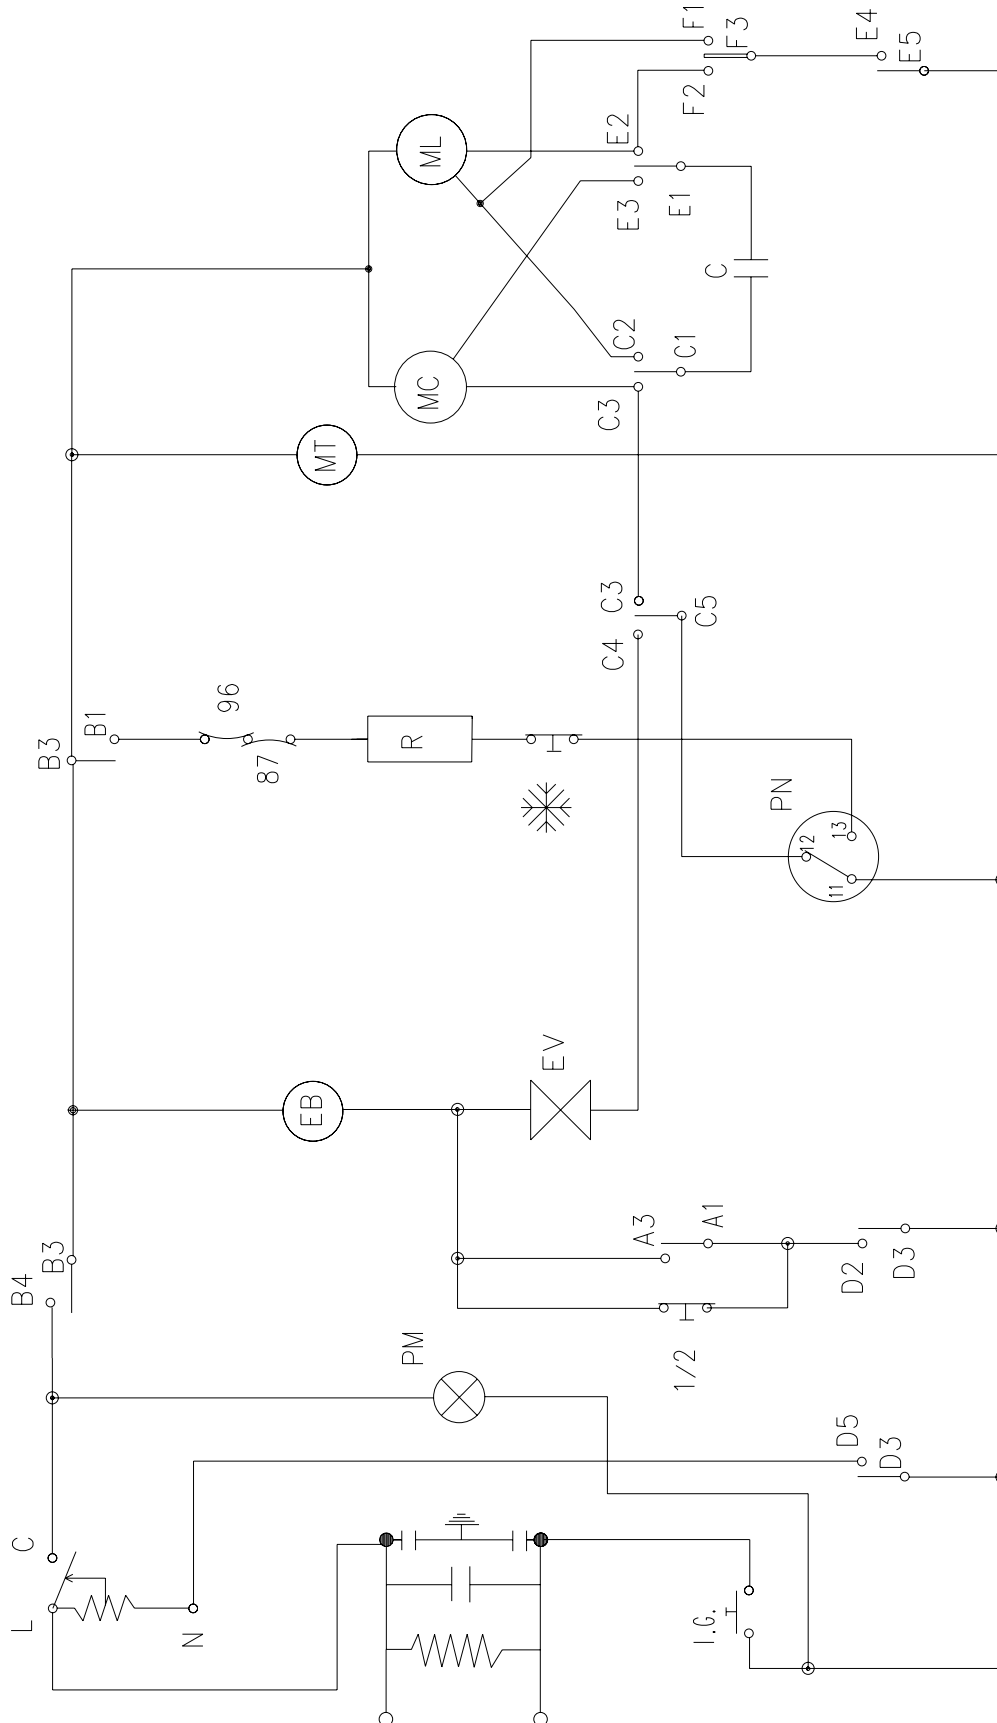 F1
F3
F2
E4
E5
ML
E2
E3
E1
C
C2
C1
MC
C3
MT
C3
C4
C5
B3
B1
96
87
R
PN
12
13
11
EV
EB
B4
B3
A3
A1
D2
D3
1/2
PM
D5
D3
C
L
N
I.G.